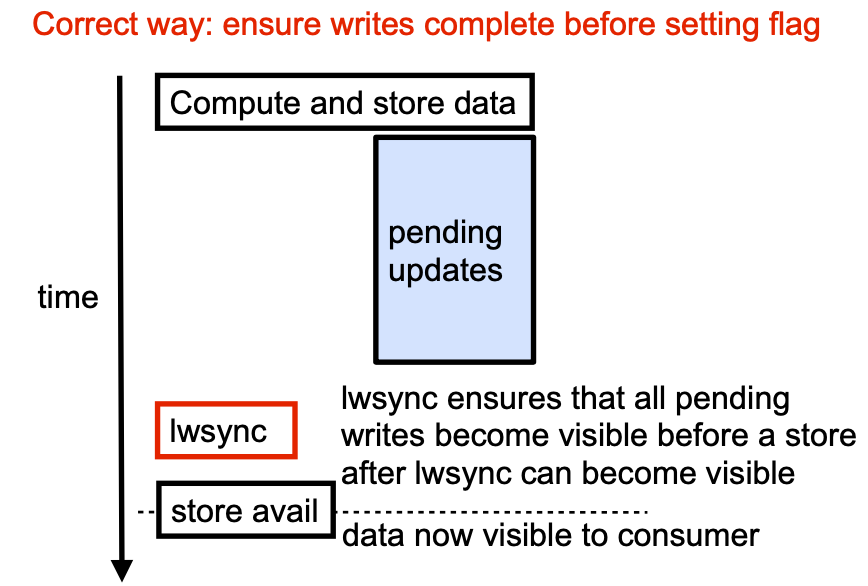 Correct way: ensure writes complete before setting flag
Compute and store data
pending
updates
time
lwsync ensures that all pending
writes become visible before a store
after lwsync can become visible
lwsync
store avail
data now visible to consumer